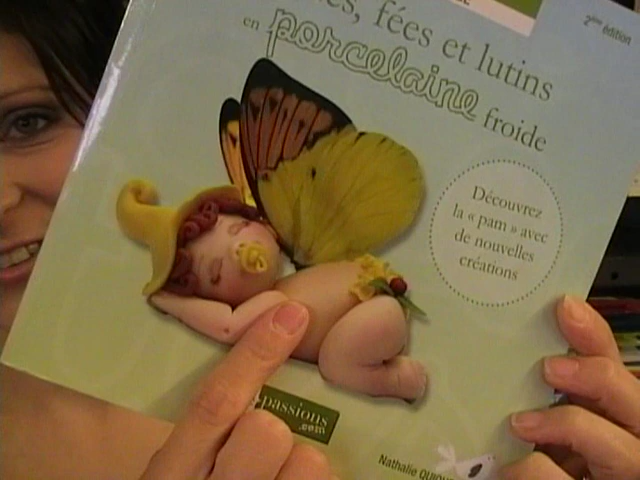 2ème édition
fées et lutins
en porcelaine froide
Découvrez
la « pam » avec
de nouvelles
créations
passions
.com
Nathalie